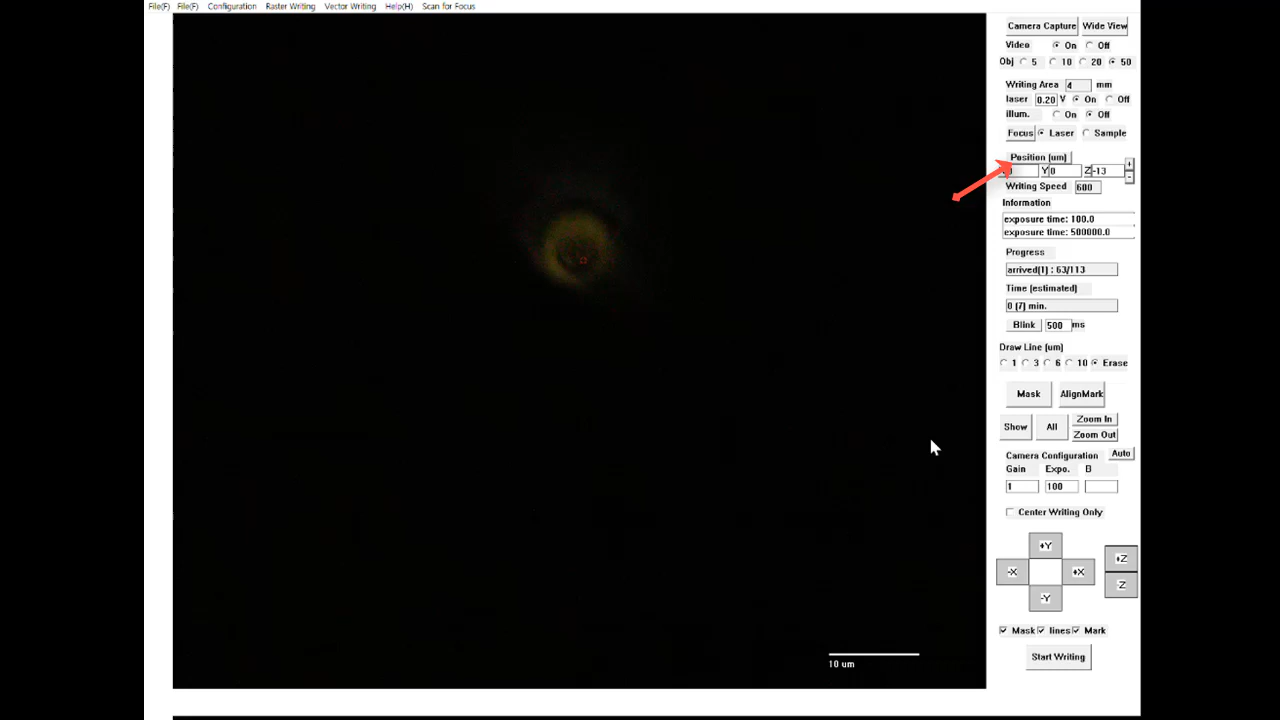 File(F) File(F) Configuration Raster Writing Vector Writing Help(H) Scan for Focus
Camera Capture Wide View
Video On Off
Obj 5 10 20 50
Writing Area 4 mm
laser 0.20 V On Off
illum. On Off
Focus Laser Sample
Position (um)
Y 0 Z -13 + -
Writing Speed 600
Information
exposure time: 100.0
exposure time: 500000.0
Progress
arrived(1) : 63/113
Time (estimated)
0 (7) min.
Blink 500 ms
Draw Line (um)
1 3 6 10 Erase
Mask AlignMark
Show All Zoom In
Zoom Out
Camera Configuration Auto
Gain Expo. B
1 100
Center Writing Only
+Y
-X +X
-Y
+Z
-Z
Mask lines Mark
Start Writing
10 um